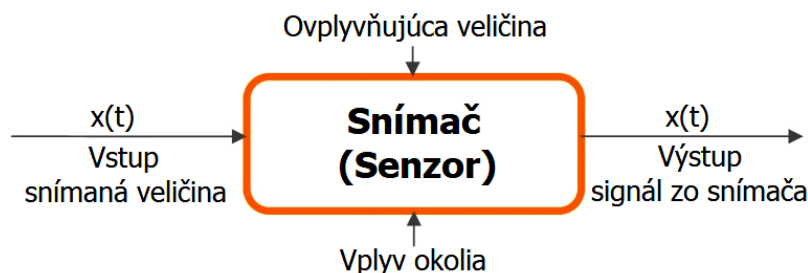 Ovplyvňujúca veličina
x(t)
Vstup
snímaná veličina
Snímač
(Senzor)
x(t)
Výstup
signál zo snímača
Vplyv okolia